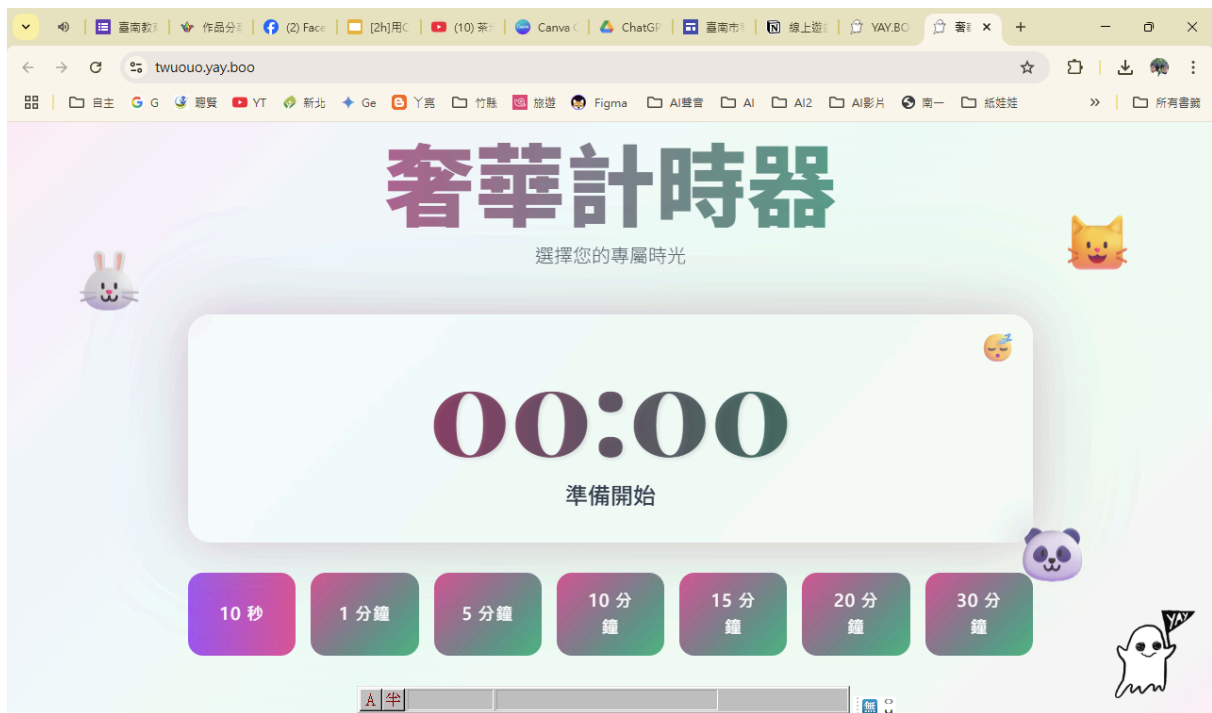 臺南教
作品分
(2) Face
[2h]用C
(10) 茶
Canva
ChatGP
臺南市
線上遊
YAY.BO
奢
twuouo.yay.boo
自主
G
聰賢
YT
新北
Ge
ㄚ亮
竹縣
旅遊
Figma
AI聲音
AI
AI2
AI影片
南一
紙娃娃
所有書籤
奢華計時器
選擇您的專屬時光
00:00
準備開始
10 秒
1 分鐘
5 分鐘
10 分
鐘
15 分
鐘
20 分
鐘
30 分
鐘
YAY
A
半
無